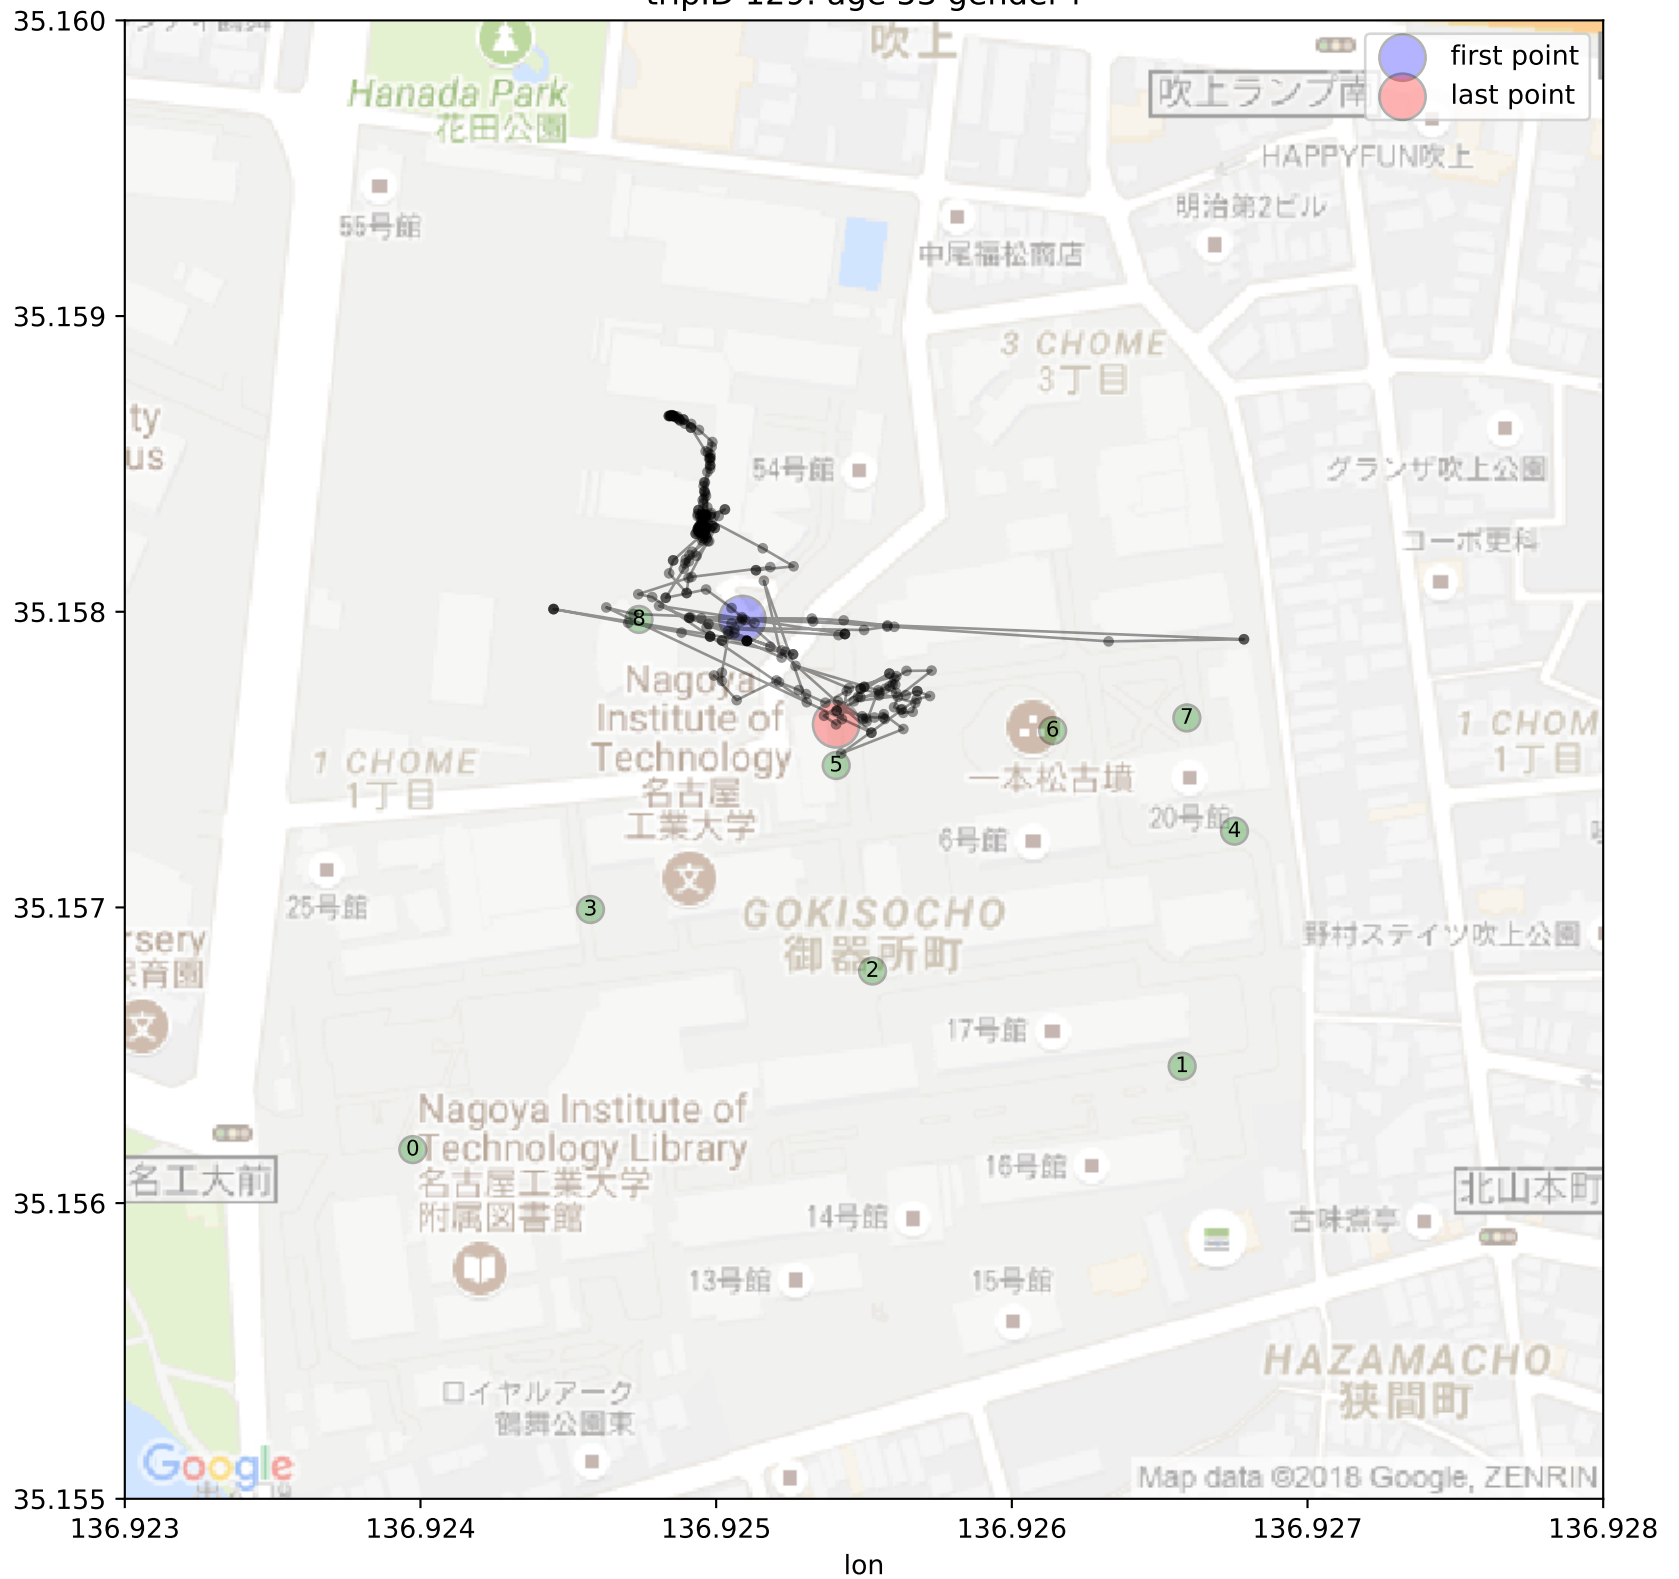 35.160
吹上
first point
last point
Hanada Park
花田公園
吹上ランプ南
HAPPYFUN吹上
明治第2ビル
55号館
中尾福松商店
35.159
3 CHOME
3丁目
ty
us
54号館
グランザ吹上公園
コーポ更科
35.158
8
Nagoya
Institute of
Technology
名古屋
工業大学
5
6
7
一本松古墳
1 CHOME
1丁目
1 CHOM
1丁目
20号館
4
6号館
25号館
35.157
3
GOKISOCHO
御器所町
2
野村ステイツ吹上公園
rsery
保育園
17号館
1
Nagoya Institute of
Technology Library
名古屋工業大学
附属図書館
0
名工大前
16号館
北山本町
35.156
14号館
古味煮亭
13号館
15号館
HAZAMACHO
狭間町
ロイヤルアーク
鶴舞公園東
Google
Map data ©2018 Google, ZENRIN
35.155
136.923
136.924
136.925
136.926
136.927
136.928
lon